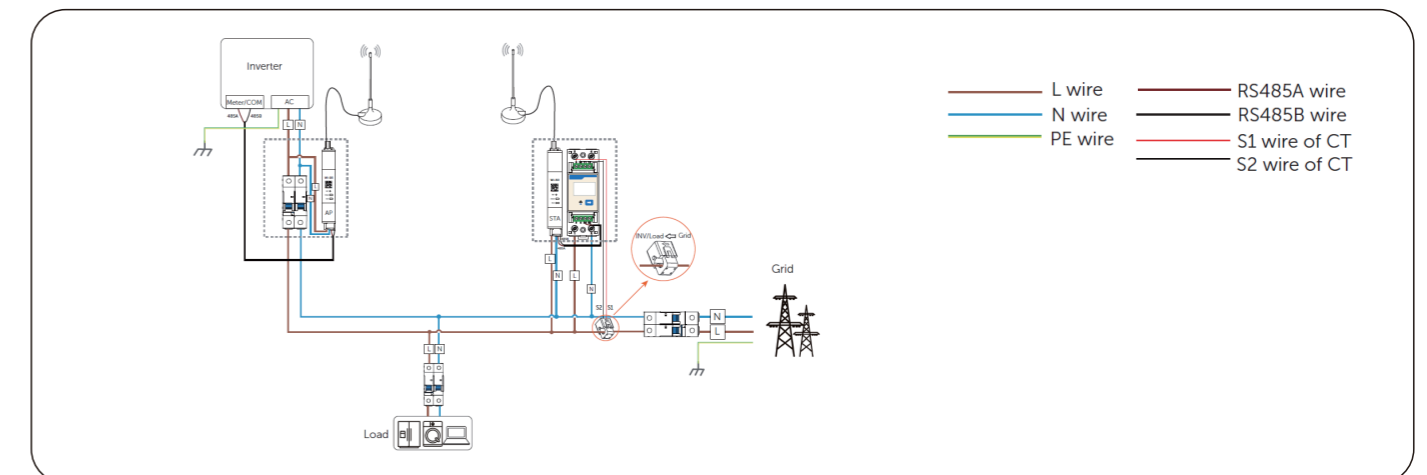 Inverter
Meter/COM
AC
485A
485B
L
N
L
N
AP
STA
L
N
L
N
INV/Load
Grid
S2
S1
Grid
N
L
L
N
Load
L wire
N wire
PE wire
RS485A wire
RS485B wire
S1 wire of CT
S2 wire of CT